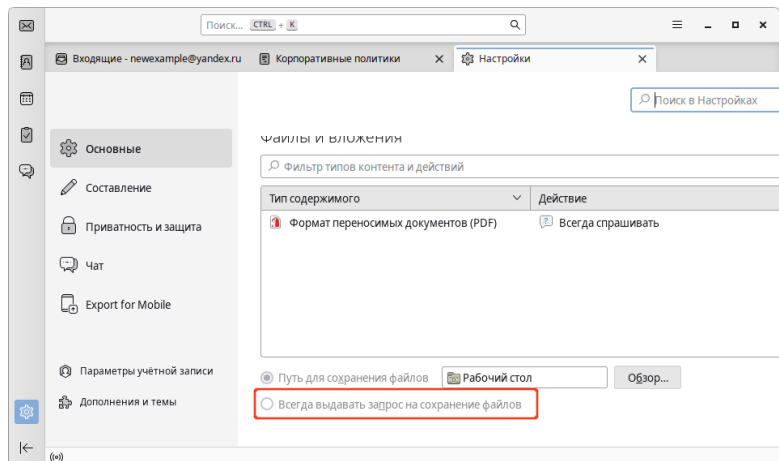 Поиск... CTRL + K
Входящие - newexample@yandex.ru
Корпоративные политики
Настройки
Поиск в Настройках
Основные
Составление
Приватность и защита
Чат
Export for Mobile
Параметры учётной записи
Дополнения и темы
Файлы и вложения
Фильтр типов контента и действий
Тип содержимого Действие
Формат переносимых документов (PDF) Всегда спрашивать
Путь для сохранения файлов Рабочий стол Обзор...
Всегда выдавать запрос на сохранение файлов